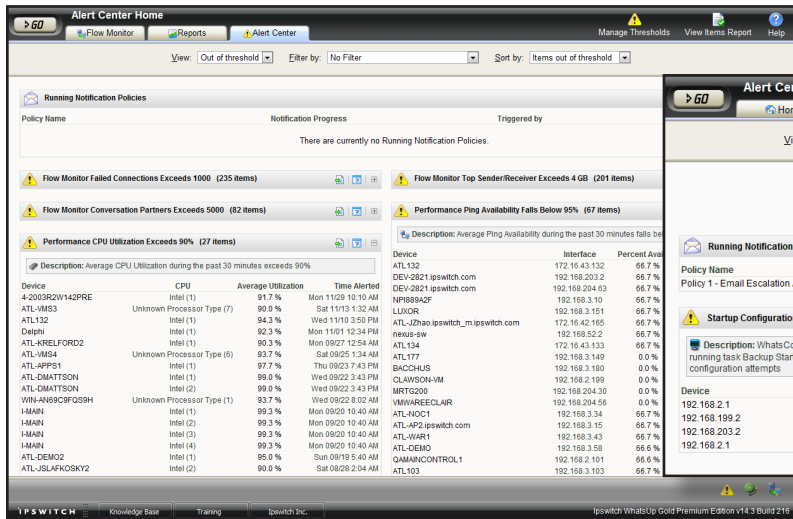 GO
Alert Center Home
Flow Monitor
Reports
Alert Center
Manage Thresholds
View Items Report
Help
View: Out of threshold
Filter by: No Filter
Sort by: Items out of threshold
Running Notification Policies
Policy Name Notification Progress Triggered by
There are currently no Running Notification Policies.
Flow Monitor Failed Connections Exceeds 1000 (235 items)
Flow Monitor Conversation Partners Exceeds 5000 (82 items)
Performance CPU Utilization Exceeds 90% (27 items)
Description: Average CPU Utilization during the past 30 minutes exceeds 90%
Device CPU Average Utilization Time Alerted
4-2003R2W142PRE Intel (1) 91.7 % Mon 11/29 10:10 AM
ATL-VMS3 Unknown Processor Type (7) 90.0 % Sat 11/13 1:32 AM
ATL132 Intel (1) 94.3 % Wed 11/10 3:50 PM
Delphi Intel (1) 92.3 % Mon 11/01 12:34 PM
ATL-KRELFORD2 Intel (1) 90.3 % Mon 09/27 12:54 AM
ATL-VMS4 Unknown Processor Type (6) 93.7 % Sat 09/25 1:34 AM
ATL-APPS1 Intel (1) 97.7 % Thu 09/23 7:43 PM
ATL-DMATTSON Intel (1) 99.0 % Wed 09/22 3:43 PM
ATL-DMATTSON Intel (2) 99.0 % Wed 09/22 3:43 PM
WIN-AN69C9FQS9H Unknown Processor Type (1) 93.7 % Wed 09/22 8:02 AM
I-MAIN Intel (1) 99.3 % Mon 09/20 10:40 AM
I-MAIN Intel (2) 99.3 % Mon 09/20 10:40 AM
I-MAIN Intel (3) 99.3 % Mon 09/20 10:40 AM
I-MAIN Intel (4) 99.3 % Mon 09/20 10:40 AM
ATL-DEMO2 Intel (1) 95.0 % Sun 09/19 5:40 AM
ATL-JSLAFKOSKY2 Intel (2) 90.0 % Sat 08/28 2:04 AM
Flow Monitor Top Sender/Receiver Exceeds 4 GB (201 items)
Performance Ping Availability Falls Below 95% (67 items)
Description: Average Ping Availability during the past 30 minutes falls bel
Device Interface Percent Avai
ATL132 172.16.43.132 66.7 %
DEV-2821.ipswitch.com 192.168.203.2 66.7 %
DEV-2821.ipswitch.com 192.168.204.63 66.7 %
NPI889A2F 192.168.3.10 66.7 %
LUXOR 192.168.3.151 66.7 %
ATL-JZhao.ipswitch_m.ipswitch.com 172.16.42.165 66.7 %
nexus-sw 192.168.52.2 66.7 %
ATL134 172.16.43.133 66.7 %
ATL177 192.168.3.149 0.0 %
BACCHUS 192.168.3.180 0.0 %
CLAWSON-VM 192.168.2.199 0.0 %
MRTG200 192.168.204.30 0.0 %
VMWAREECLAIR 192.168.204.56 0.0 %
ATL-NOC1 192.168.3.34 66.7 %
ATL-AP2.ipswitch.com 192.168.3.15 66.7 %
ATL-WAR1 192.168.3.43 66.7 %
ATL-DEMO 192.168.3.58 66.6 %
QAMAINCONTROL1 192.168.2.101 66.6 %
ATL103 192.168.3.103 66.7 %
GO
Alert Cer
Hor
Vi
Running Notification
Policy Name
Policy 1 - Email Escalation
Startup Configuratio
Description: WhatsCo
running task Backup Star
configuration attempts
Device
192.168.2.1
192.168.199.2
192.168.203.2
192.168.2.1
IPSWITCH
Knowledge Base
Training
Ipswitch Inc.
Ipswitch WhatsUp Gold Premium Edition v14.3 Build 216